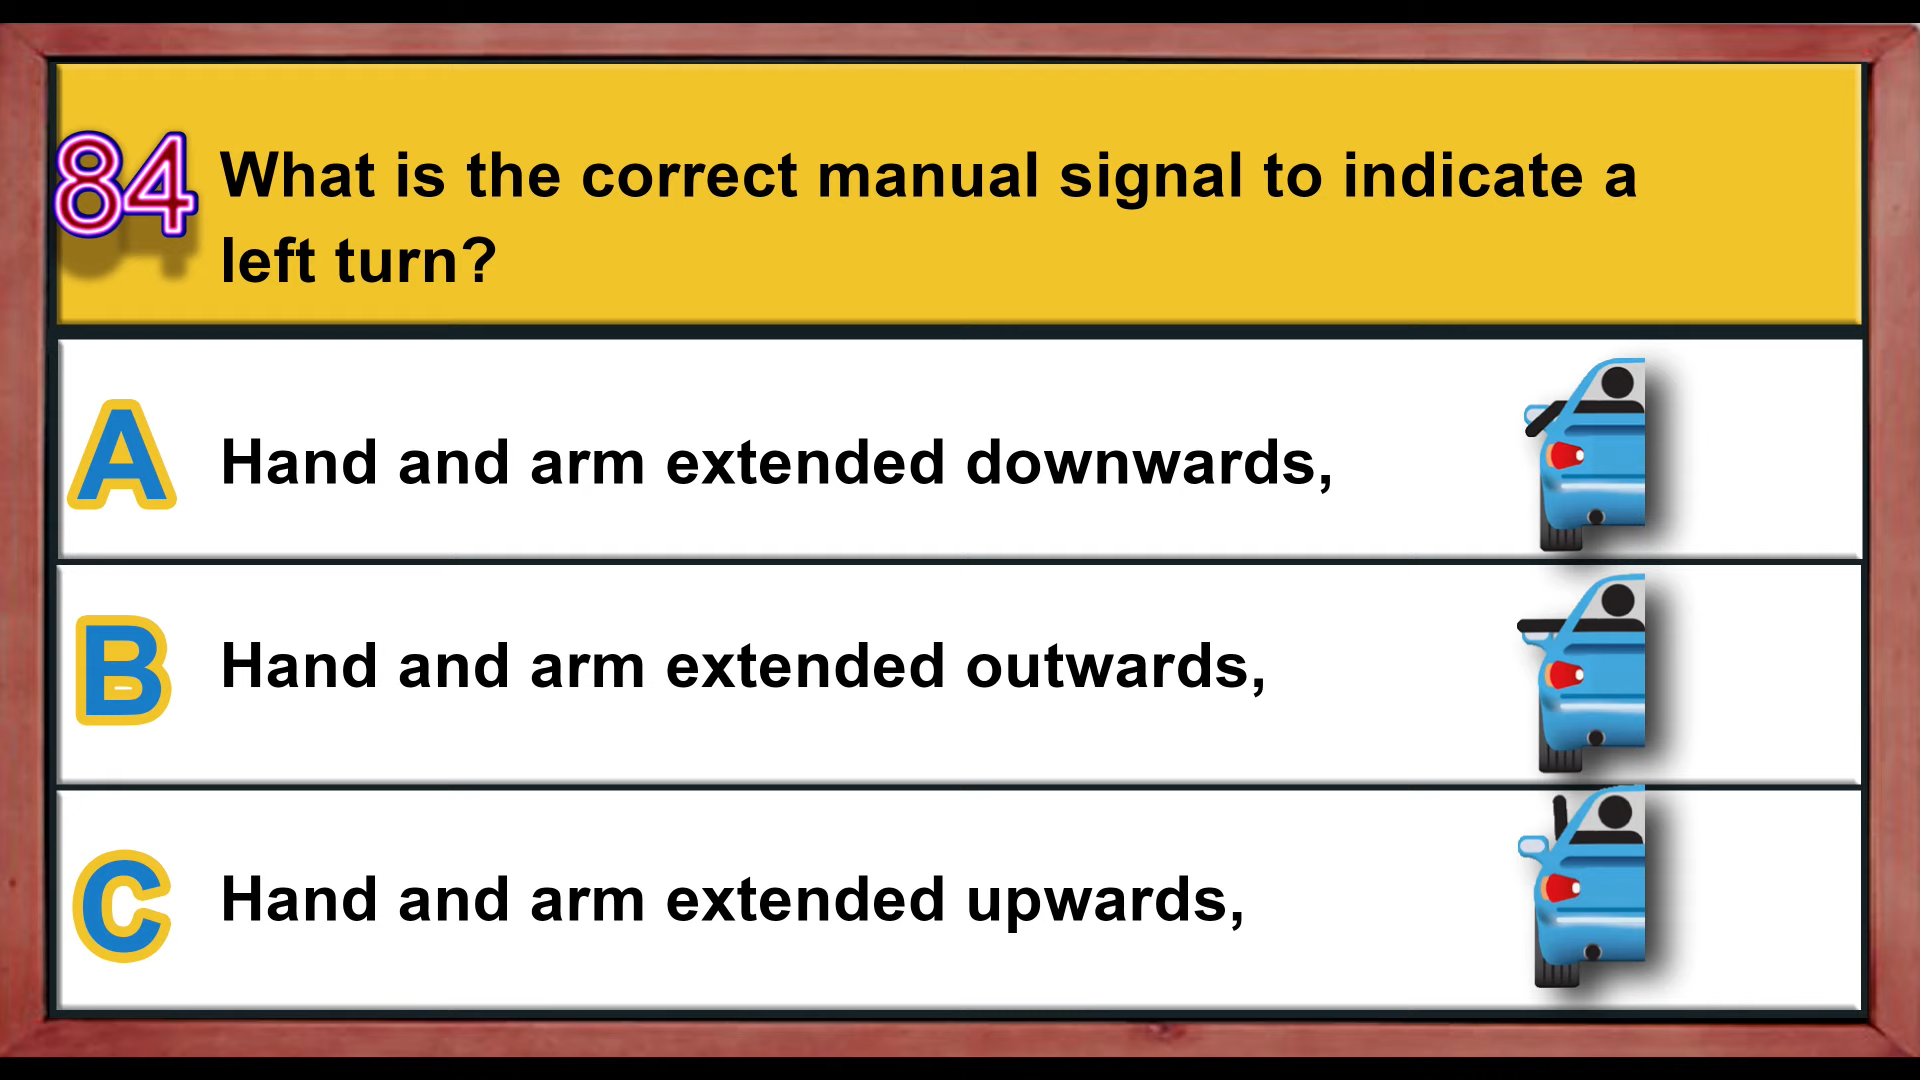 84 What is the correct manual signal to indicate a
left turn?
A Hand and arm extended downwards,
B Hand and arm extended outwards,
C Hand and arm extended upwards,